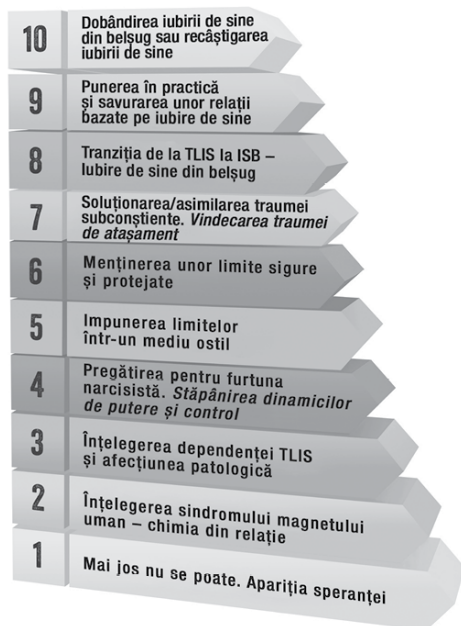 10
Dobândirea iubirii de sine
din belșug sau recâștigarea
iubirii de sine
9
Punerea în practică
și savurarea unor relații
bazate pe iubire de sine
8
Tranziția de la TLIS la ISB –
Iubire de sine din belșug
7
Soluționarea/asimilarea traumei
subconștiente. Vindecarea traumei
de atașament
6
Menținerea unor limite sigure
și protejate
5
Impunerea limitelor
într-un mediu ostil
4
Pregătirea pentru furtuna
narcisistă. Stăpânirea dinamicilor
de putere și control
3
Înțelegerea dependenței TLIS
și afecțiunea patologică
2
Înțelegerea sindromului magnetului
uman – chimia din relație
1
Mai jos nu se poate. Apariția speranței